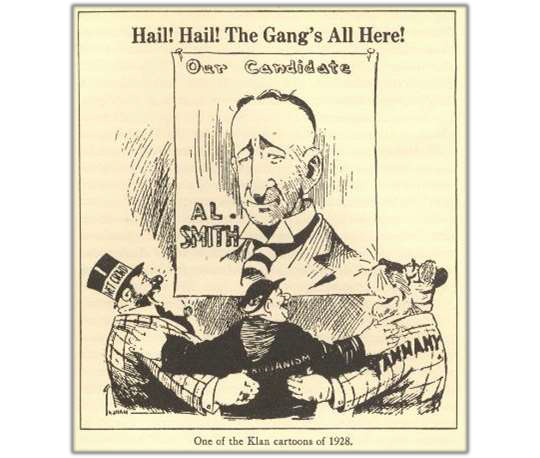 Hail! Hail! The Gang's All Here!
Our Candidate
AL.
SMITH
WET CROWD
TAMMANY
One of the Klan cartoons of 1928.